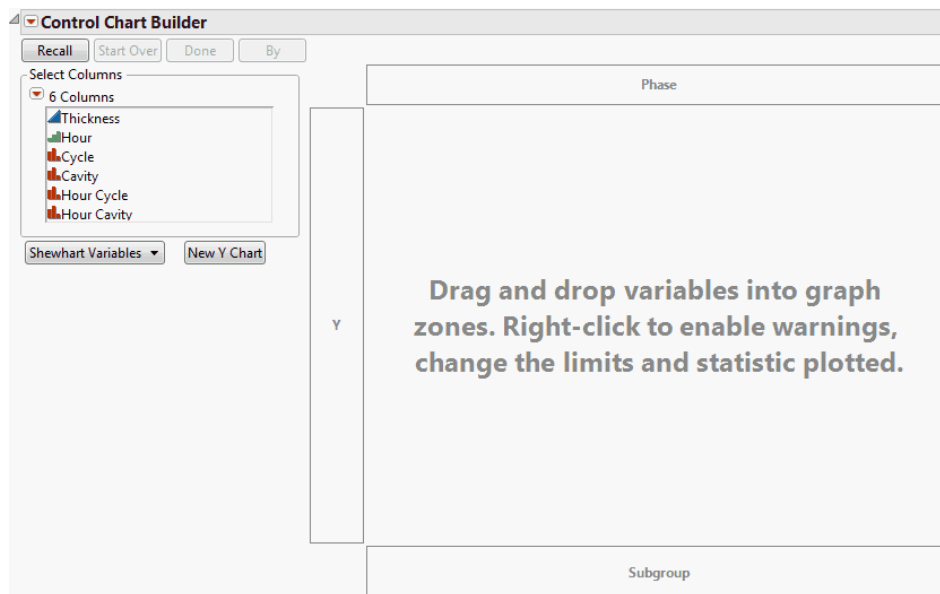 Control Chart Builder
Recall Start Over Done By
Select Columns
6 Columns
Thickness
Hour
Cycle
Cavity
Hour Cycle
Hour Cavity
Shewhart Variables New Y Chart
Phase
Y
Drag and drop variables into graph
zones. Right-click to enable warnings,
change the limits and statistic plotted.
Subgroup